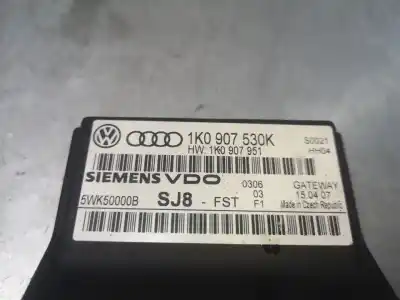 1K0 907 530K S0021
HW: 1K0 907 951 HH04
SIEMENS VDO 0306 GATEWAY
03 15.04.07
5WK50000B SJ8 - FST F1 Made in Czech Republic